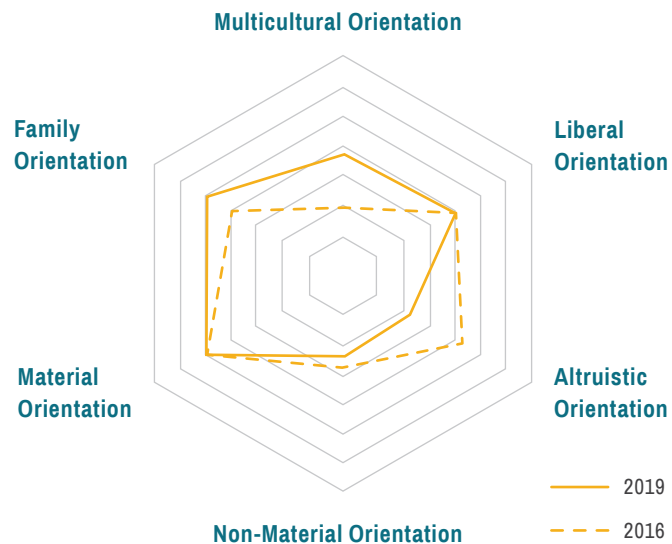 Multicultural Orientation
Family
Orientation
Liberal
Orientation
Material
Orientation
Altruistic
Orientation
Non-Material Orientation
2019
2016